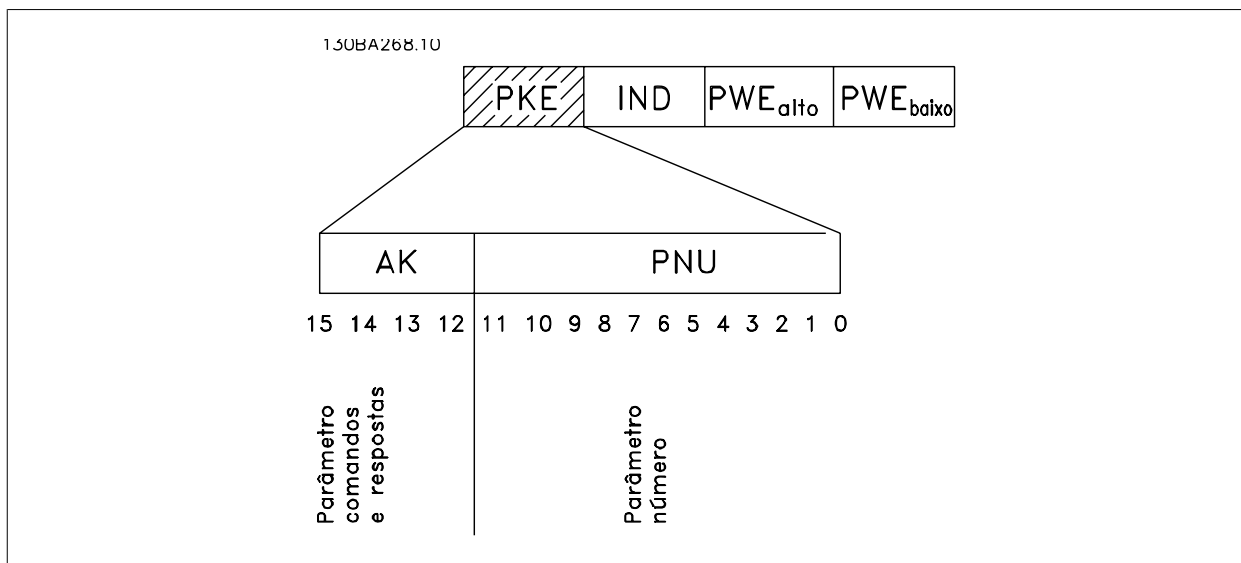 130BA268.10
PKE IND PWEalto PWEbaixo
AK PNU
15 14 13 12 11 10 9 8 7 6 5 4 3 2 1 0
Parâmetro
comandos
e respostas
Parâmetro
número